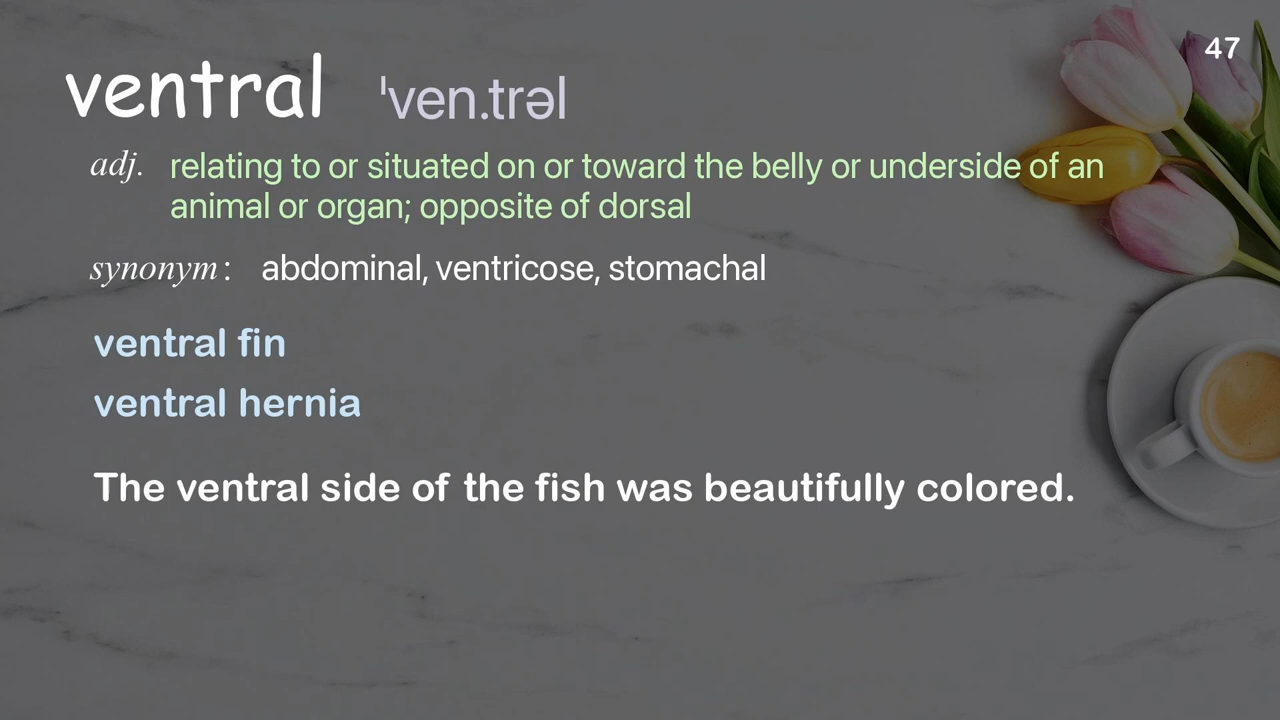 47
ventral ˈven.trəl
adj. relating to or situated on or toward the belly or underside of an
animal or organ; opposite of dorsal
synonym: abdominal, ventricose, stomachal
ventral fin
ventral hernia
The ventral side of the fish was beautifully colored.